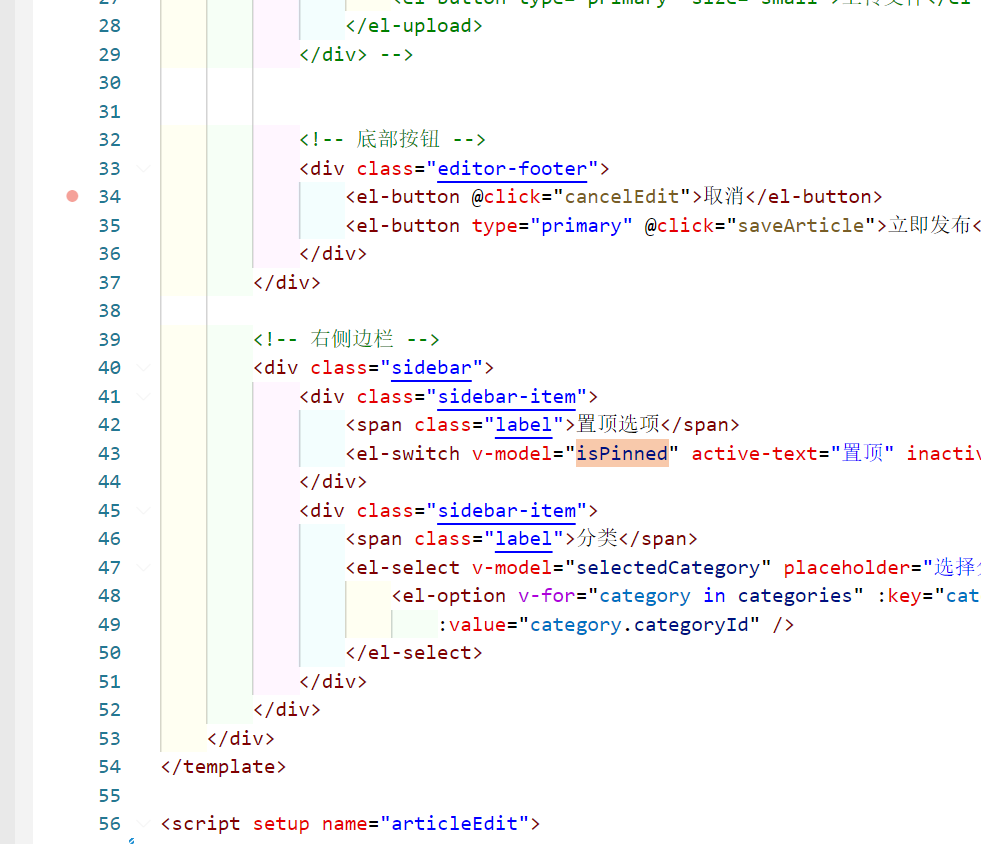 28 </el-upload>
29 </div> -->
30
31
32 <!-- 底部按钮 -->
33 <div class="editor-footer">
34 <el-button @click="cancelEdit">取消</el-button>
35 <el-button type="primary" @click="saveArticle">立即发布<
36 </div>
37 </div>
38
39 <!-- 右侧边栏 -->
40 <div class="sidebar">
41 <div class="sidebar-item">
42 <span class="label">置顶选项</span>
43 <el-switch v-model="isPinned" active-text="置顶" inactiv
44 </div>
45 <div class="sidebar-item">
46 <span class="label">分类</span>
47 <el-select v-model="selectedCategory" placeholder="选择
48 <el-option v-for="category in categories" :key="cat
49 :value="category.categoryId" />
50 </el-select>
51 </div>
52 </div>
53 </div>
54 </template>
55
56 <script setup name="articleEdit">